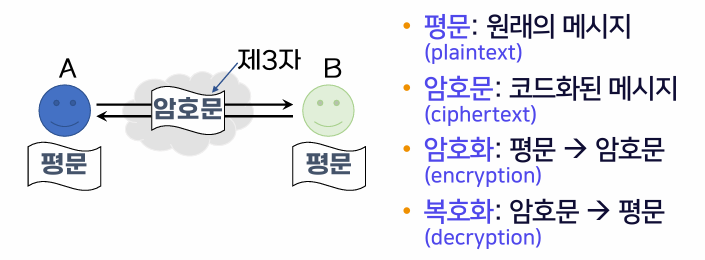 제3자
A
B
암호문
평문
평문
• 평문: 원래의 메시지
(plaintext)
• 암호문: 코드화된 메시지
(ciphertext)
• 암호화: 평문 → 암호문
(encryption)
• 복호화: 암호문 → 평문
(decryption)